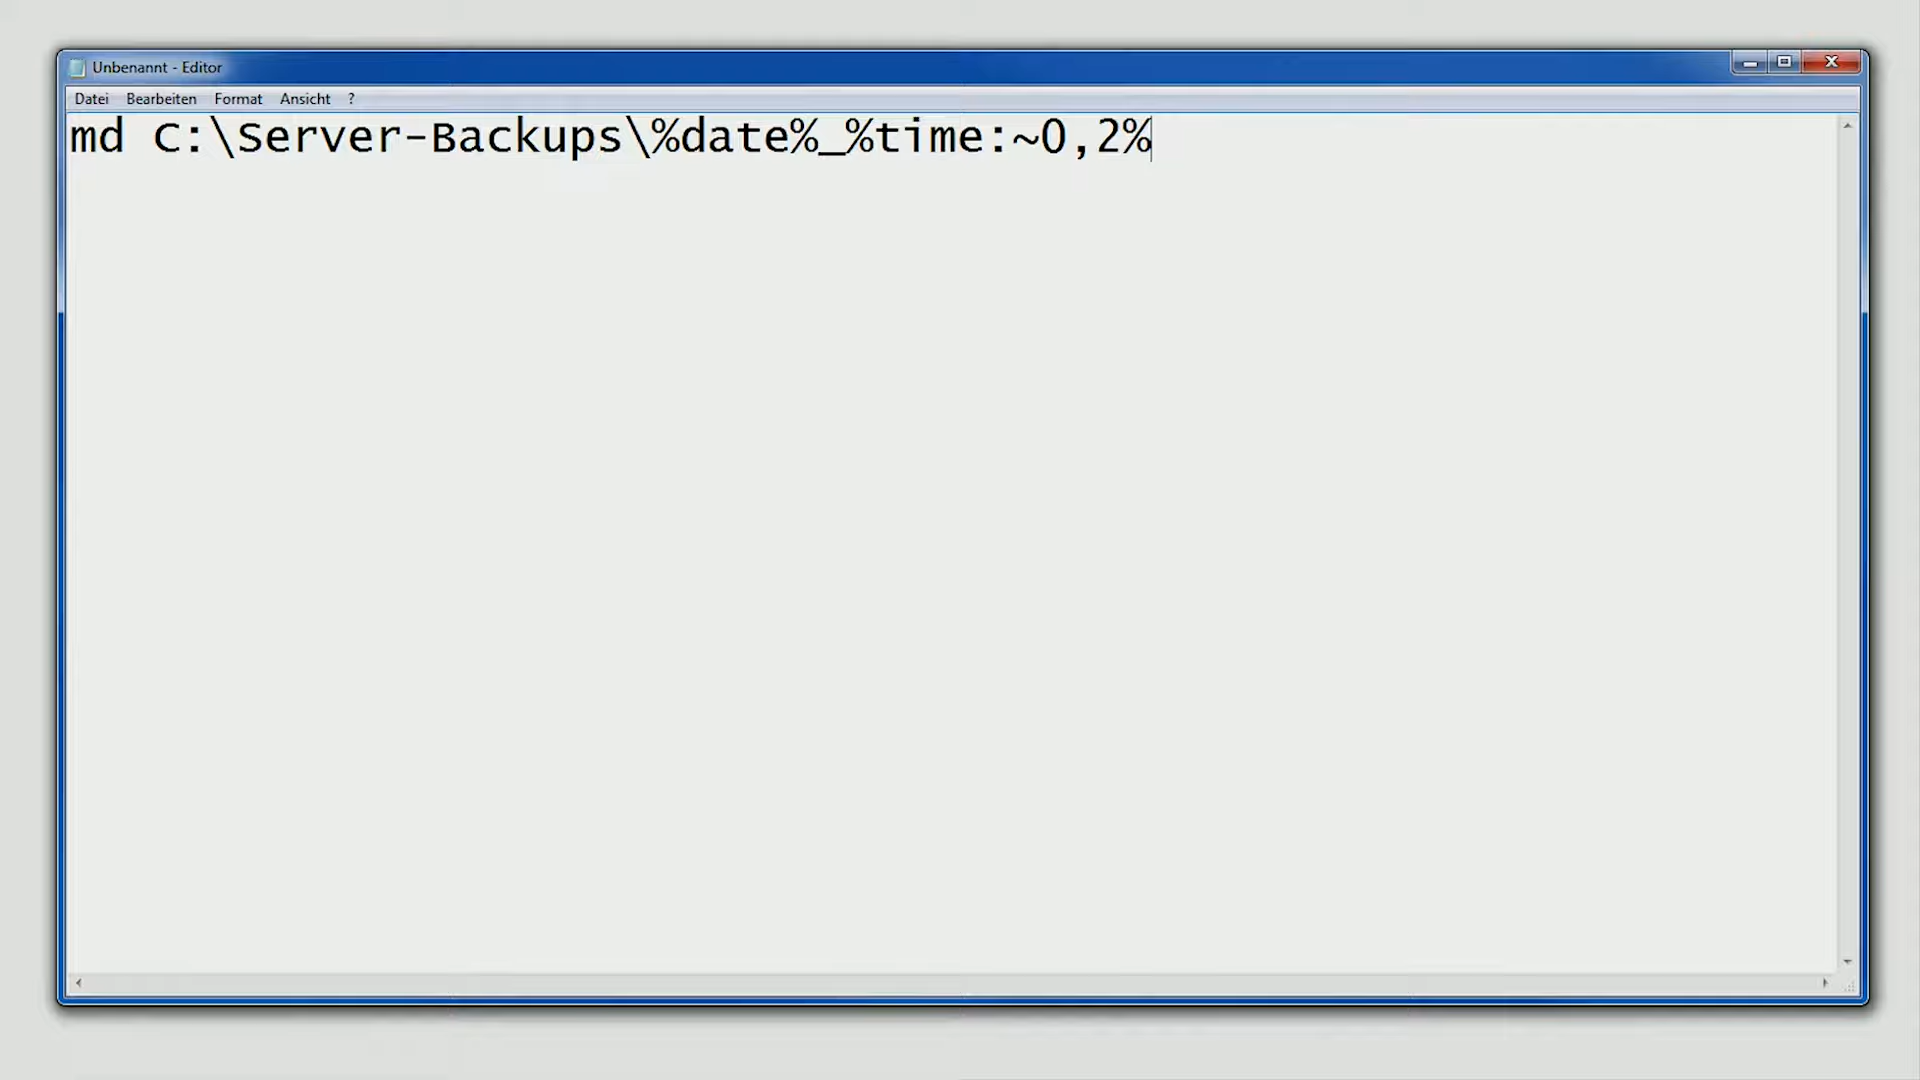 Unbenannt - Editor
Datei Bearbeiten Format Ansicht ?
md C:\Server-Backups\%date%_%time:~0,2%